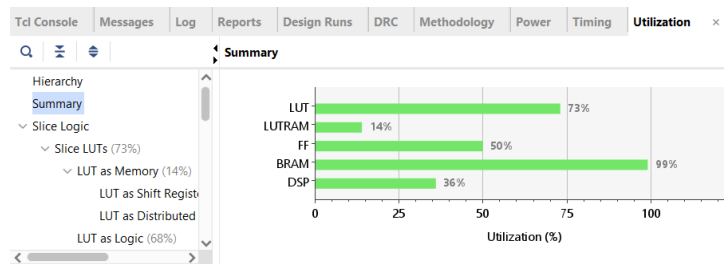 Tcl Console Messages Log Reports Design Runs DRC Methodology Power Timing Utilization ×
Summary
Hierarchy
Summary
Slice Logic
Slice LUTs (73%)
LUT as Memory (14%)
LUT as Shift Registe
LUT as Distributed
LUT as Logic (68%)
LUT 73%
LUTRAM 14%
FF 50%
BRAM 99%
DSP 36%
0 25 50 75 100
Utilization (%)